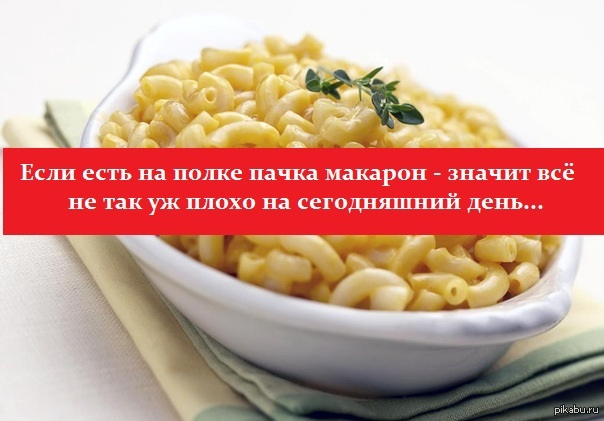 Если есть на полке пачка макарон - значит всё
не так уж плохо на сегодняшний день...
pikabu.ru